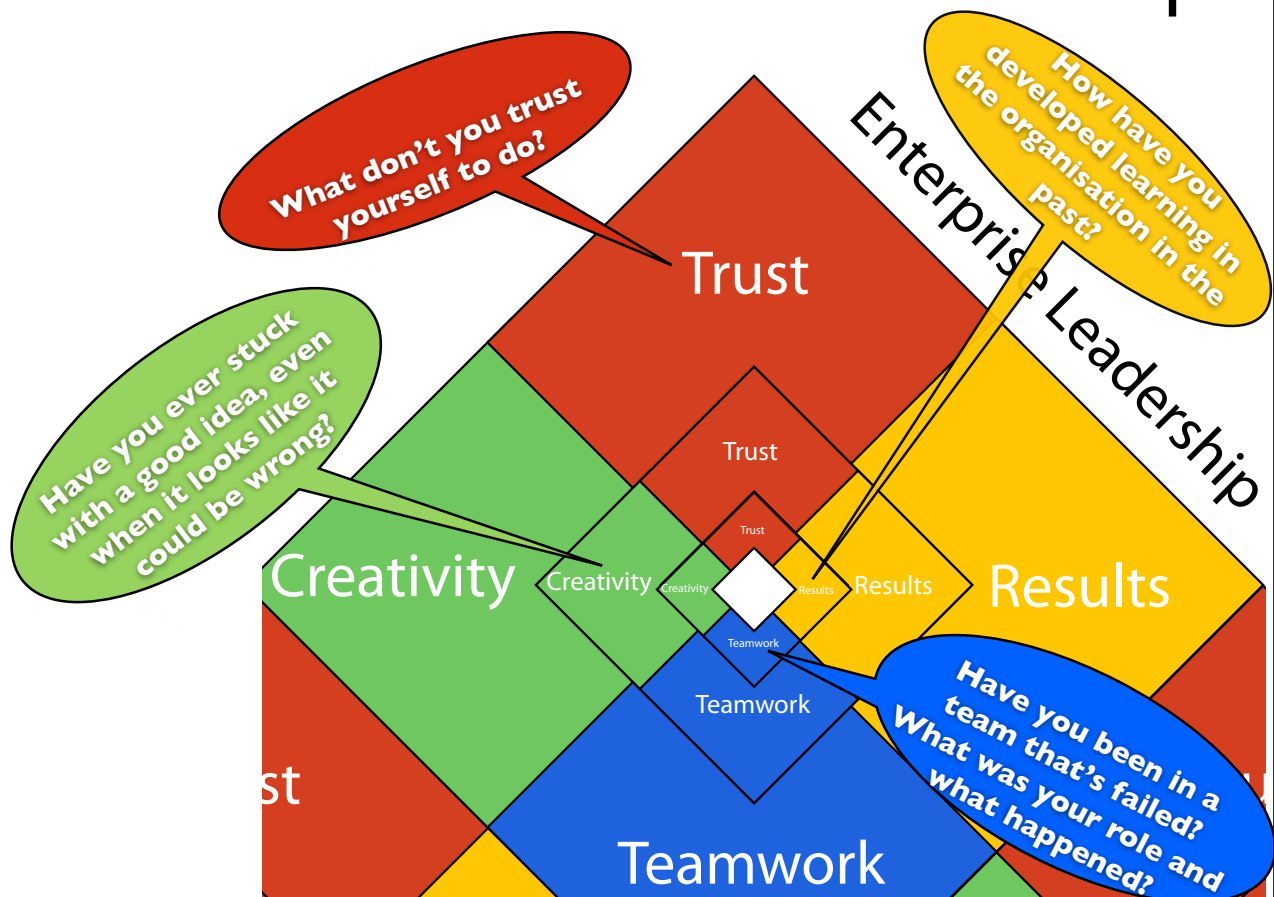 What don't you trust
yourself to do?
How have you
developed learning in
the organisation in the
past?
Enterprise Leadership
Trust
Have you ever stuck
with a good idea, even
when it looks like it
could be wrong?
Trust
Trust
Creativity
Creativity
Creativity
Results
Results
Results
Teamwork
Teamwork
Have you been in a
team that's failed?
What was your role and
what happened?
st
Teamwork